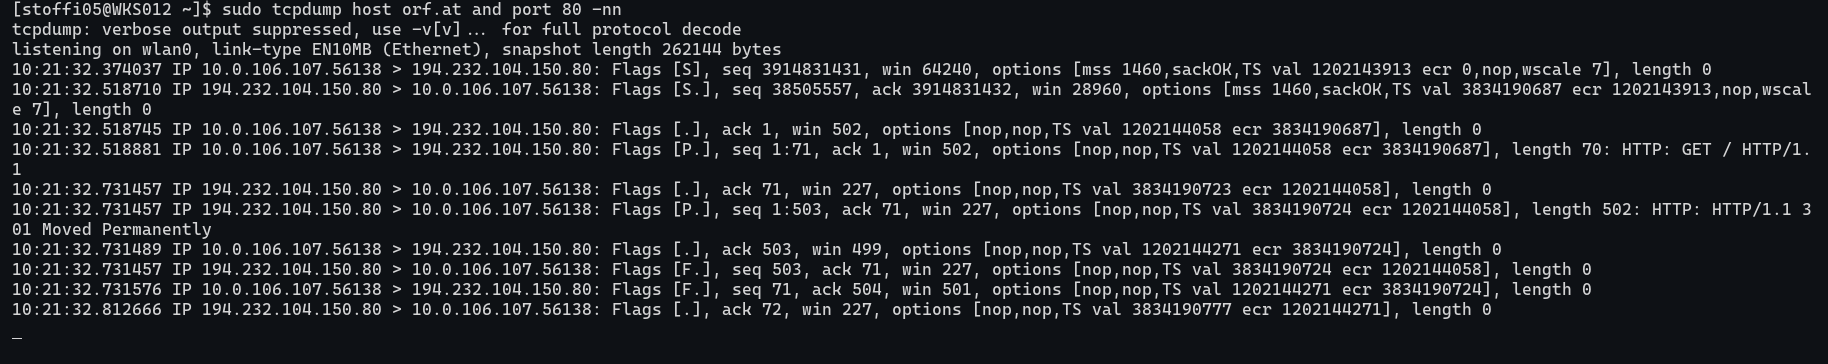 [stoffi05@WKS012 ~]$ sudo tcpdump host orf.at and port 80 -nn
tcpdump: verbose output suppressed, use -v[v]... for full protocol decode
listening on wlan0, link-type EN10MB (Ethernet), snapshot length 262144 bytes
10:21:32.374037 IP 10.0.106.107.56138 > 194.232.104.150.80: Flags [S], seq 3914831431, win 64240, options [mss 1460,sackOK,TS val 1202143913 ecr 0,nop,wscale 7], length 0
10:21:32.518710 IP 194.232.104.150.80 > 10.0.106.107.56138: Flags [S.], seq 38505557, ack 3914831432, win 28960, options [mss 1460,sackOK,TS val 3834190687 ecr 1202143913,nop,wscal
e 7], length 0
10:21:32.518745 IP 10.0.106.107.56138 > 194.232.104.150.80: Flags [.], ack 1, win 502, options [nop,nop,TS val 1202144058 ecr 3834190687], length 0
10:21:32.518881 IP 10.0.106.107.56138 > 194.232.104.150.80: Flags [P.], seq 1:71, ack 1, win 502, options [nop,nop,TS val 1202144058 ecr 3834190687], length 70: HTTP: GET / HTTP/1.
1
10:21:32.731457 IP 194.232.104.150.80 > 10.0.106.107.56138: Flags [.], ack 71, win 227, options [nop,nop,TS val 3834190723 ecr 1202144058], length 0
10:21:32.731457 IP 194.232.104.150.80 > 10.0.106.107.56138: Flags [P.], seq 1:503, ack 71, win 227, options [nop,nop,TS val 3834190724 ecr 1202144058], length 502: HTTP: HTTP/1.1 3
01 Moved Permanently
10:21:32.731489 IP 10.0.106.107.56138 > 194.232.104.150.80: Flags [.], ack 503, win 499, options [nop,nop,TS val 1202144271 ecr 3834190724], length 0
10:21:32.731457 IP 194.232.104.150.80 > 10.0.106.107.56138: Flags [F.], seq 503, ack 71, win 227, options [nop,nop,TS val 3834190724 ecr 1202144058], length 0
10:21:32.731576 IP 10.0.106.107.56138 > 194.232.104.150.80: Flags [F.], seq 71, ack 504, win 501, options [nop,nop,TS val 1202144271 ecr 3834190724], length 0
10:21:32.812666 IP 194.232.104.150.80 > 10.0.106.107.56138: Flags [.], ack 72, win 227, options [nop,nop,TS val 3834190777 ecr 1202144271], length 0